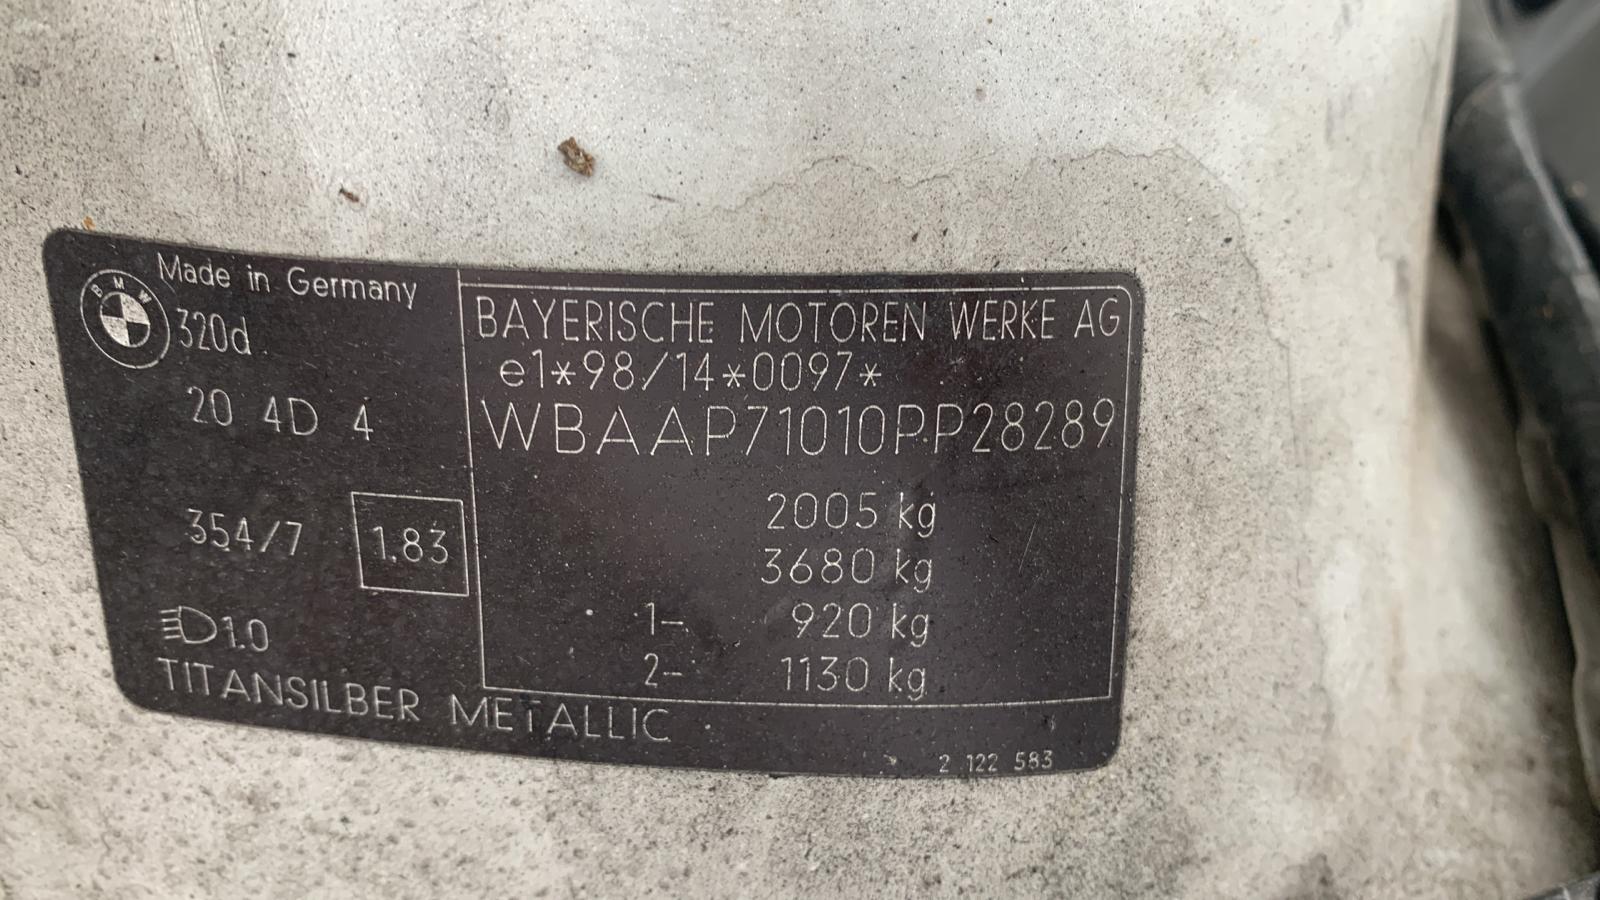 BMW
Made in Germany
320d
20 4D 4
354/7
1.83
1.0
TITANSILBER METALLIC
BAYERISCHE MOTOREN WERKE AG
e1*98/14*0097*
WBAAP71010PP28289
2005 kg
3680 kg
1- 920 kg
2- 1130 kg
2 122 583